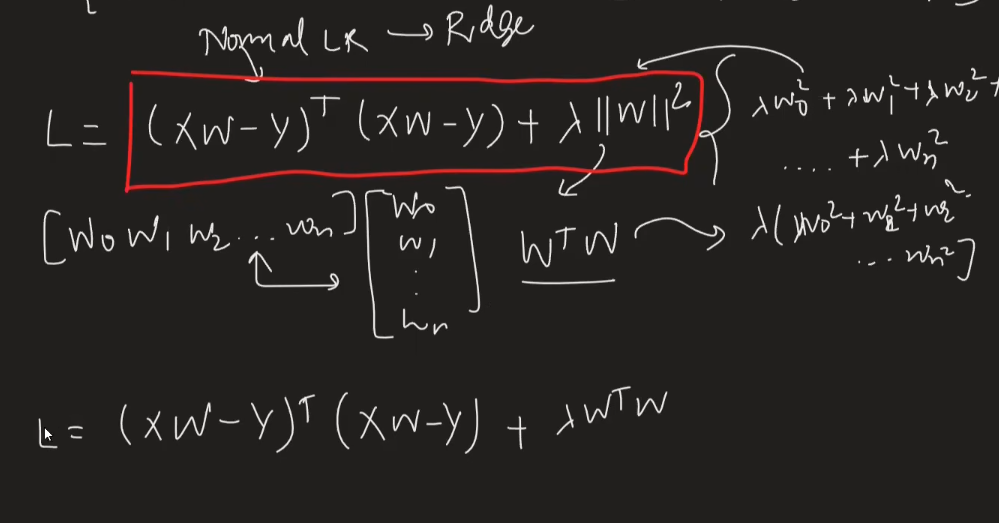 Normal LR → Ridge
L = (XW - Y)ᵀ (XW - Y) + λ ||W||²
λW₀² + λW₁² + λW₂² +
.... + λWₙ²
[W₀ W₁ W₂ ... Wₙ] [W₀ W₁ : Wₙ]
WᵀW
λ(W₀² + W₁² + W₂²
... Wₙ²]
L = (XW - Y)ᵀ (XW - Y) + λWᵀW